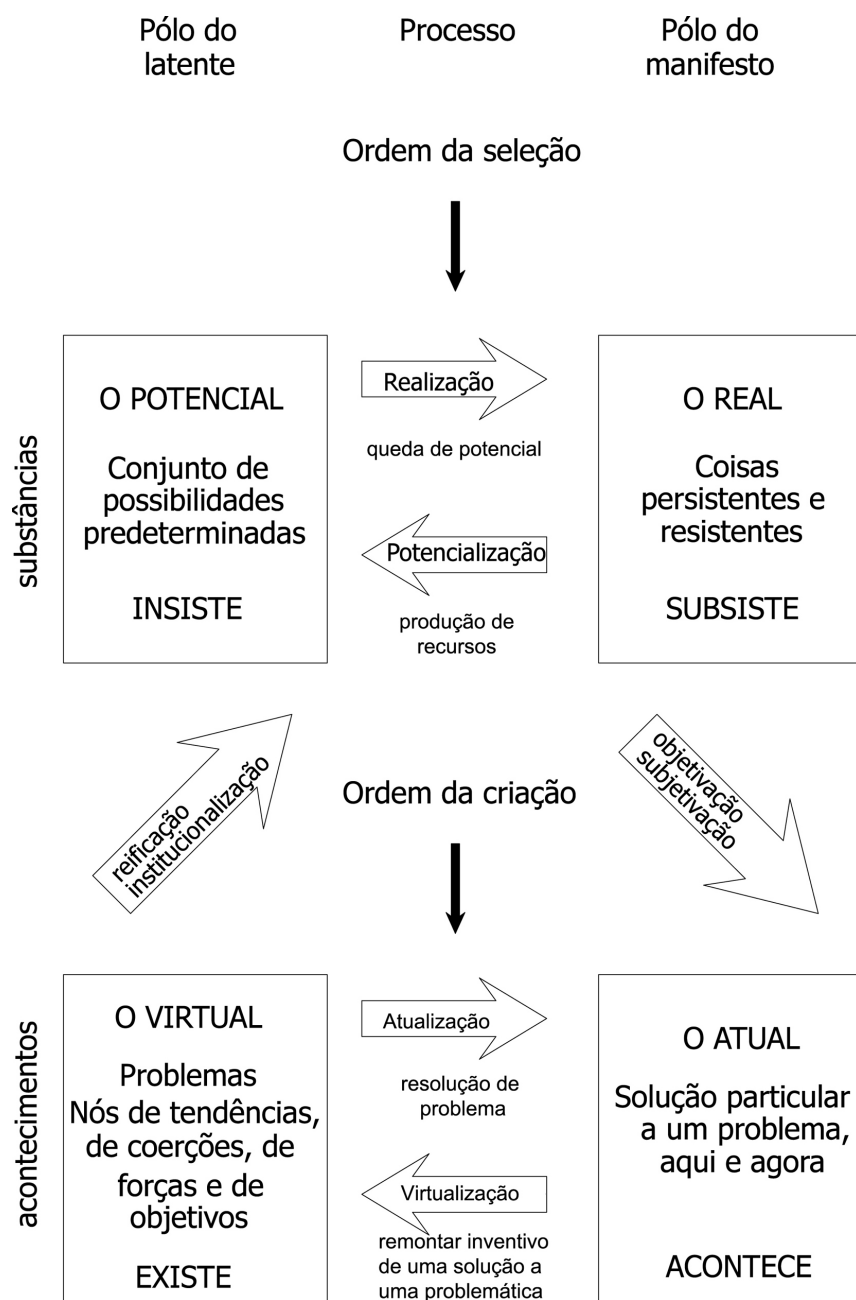 Pólo do
latente
Processo
Pólo do
manifesto
Ordem da seleção
substâncias
O POTENCIAL
Conjunto de
possibilidades
predeterminadas
INSISTE
Realização
queda de potencial
Potencialização
produção de
recursos
O REAL
Coisas
persistentes e
resistentes
SUBSISTE
reificação
institucionalização
Ordem da criação
objetivação
subjetivação
acontecimentos
O VIRTUAL
Problemas
Nós de tendências,
de coerções, de
forças e de
objetivos
EXISTE
Atualização
resolução de
problema
Virtualização
remontar inventivo
de uma solução a
uma problemática
O ATUAL
Solução particular
a um problema,
aqui e agora
ACONTECE